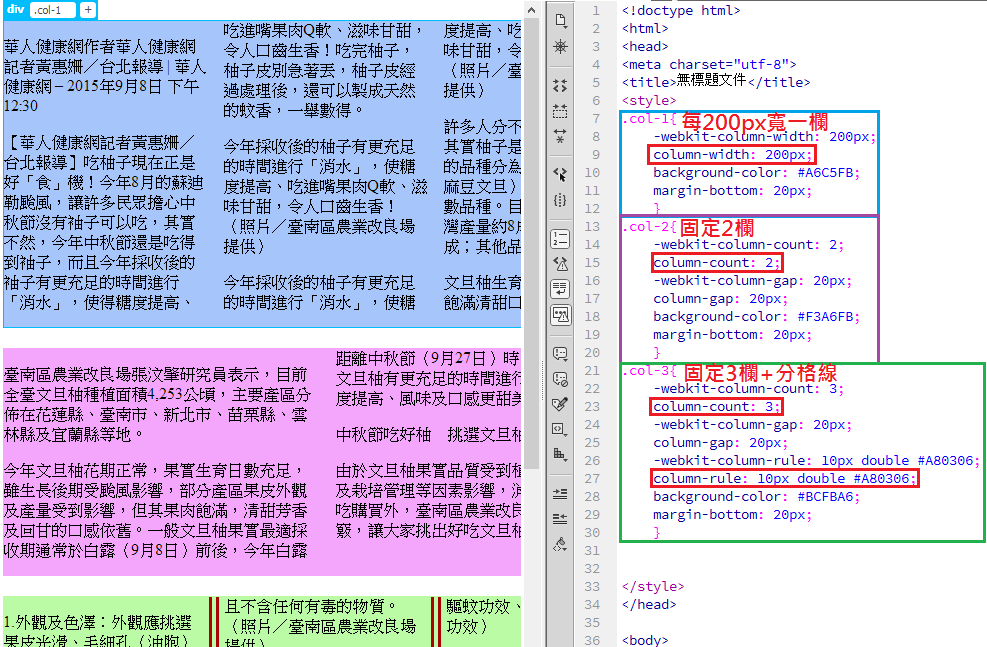 div .col-1 +
華人健康網作者華人健康網
記者黃惠姍／台北報導 | 華人
健康網 – 2015年9月8日 下午
12:30
【華人健康網記者黃惠姍／
台北報導】吃柚子現在正是
好「食」機！今年8月的蘇迪
勒颱風，讓許多民眾擔心中
秋節沒有袖子可以吃，其實
不然，今年中秋節還是吃得
到袖子，而且今年採收後的
袖子有更充足的時間進行
「消水」，使得糖度提高、
吃進嘴果肉Q軟、滋味甘甜，
令人口齒生香！吃完柚子，
柚子皮別急著丟，柚子皮經
過處理後，還可以製成天然
的蚊香，一舉數得。
今年採收後的柚子有更充足
的時間進行「消水」，使糖
度提高、吃進嘴果肉Q軟、滋
味甘甜，令人口齒生香！
（照片／臺南區農業改良場
提供）
今年採收後的柚子有更充足
的時間進行「消水」，使糖
度提高、吃
味甘甜，令
（照片／臺
提供）
許多人分不
其實柚子是
的品種分為
麻豆文旦）
數品種。目
灣產量約8
成；其他品
文旦柚生育
飽滿清甜口
臺南區農業改良場張汶肇研究員表示，目前
全臺文旦柚種植面積4,253公頃，主要產區分
佈在花蓮縣、臺南市、新北市、苗栗縣、雲
林縣及宜蘭縣等地。
今年文旦柚花期正常，果實生育日數充足，
雖生長後期受颱風影響，部分產區果皮外觀
及產量受到影響，但其果肉飽滿，清甜芳香
及回甘的口感依舊。一般文旦柚果實最適採
收期通常於白露（9月8日）前後，今年白露
距離中秋節（9月27日）時
文旦柚有更充足的時間進行
度提高、風味及口感更甜美
中秋節吃好柚　挑選文旦柚
由於文旦柚果實品質受到植
及栽培管理等因素影響，消
吃購買外，臺南區農業改良
竅，讓大家挑出好吃文旦柚
1.外觀及色澤：外觀應挑選
果皮光滑、毛細孔（油胞）
且不含任何有毒的物質。
（照片／臺南區農業改良場
提供）
驅蚊功效、
功效）
1 <!doctype html>
2 <html>
3 <head>
4 <meta charset="utf-8">
5 <title>無標題文件</title>
6 <style>
7 .col-1{ 每200px寬一欄
8 -webkit-column-width: 200px;
9 column-width: 200px;
10 background-color: #A6C5FB;
11 margin-bottom: 20px;
12 }
13 .col-2{ 固定2欄
14 -webkit-column-count: 2;
15 column-count: 2;
16 -webkit-column-gap: 20px;
17 column-gap: 20px;
18 background-color: #F3A6FB;
19 margin-bottom: 20px;
20 }
21 .col-3{ 固定3欄+分格線
22 -webkit-column-count: 3;
23 column-count: 3;
24 -webkit-column-gap: 20px;
25 column-gap: 20px;
26 -webkit-column-rule: 10px double #A80306;
27 column-rule: 10px double #A80306;
28 background-color: #BCFBA6;
29 margin-bottom: 20px;
30 }
31
32
33 </style>
34 </head>
35
36 <body>